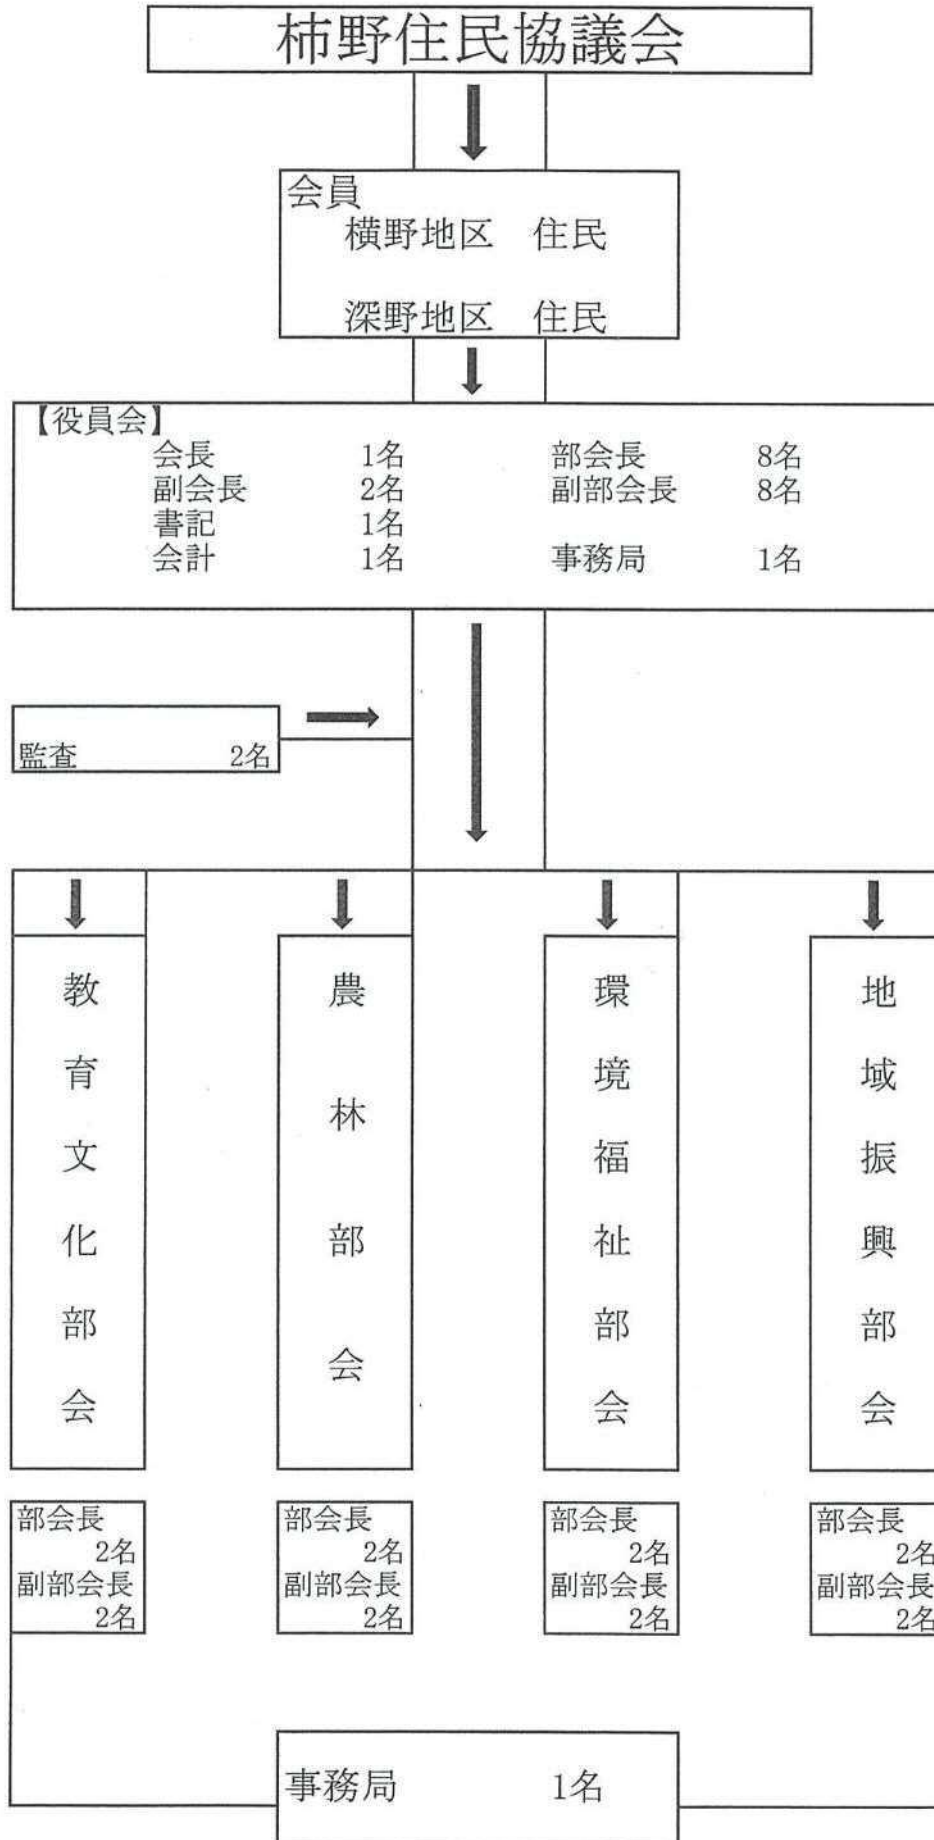 柿野住民協議会
会員
横野地区　住民
深野地区　住民
【役員会】
会長　1名　部会長　8名
副会長　2名　副部会長　8名
書記　1名
会計　1名　事務局　1名
監査　2名
教育文化部会
農林部会
環境福祉部会
地域振興部会
部会長
2名
副部会長
2名
部会長
2名
副部会長
2名
部会長
2名
副部会長
2名
部会長
2名
副部会長
2名
事務局　1名